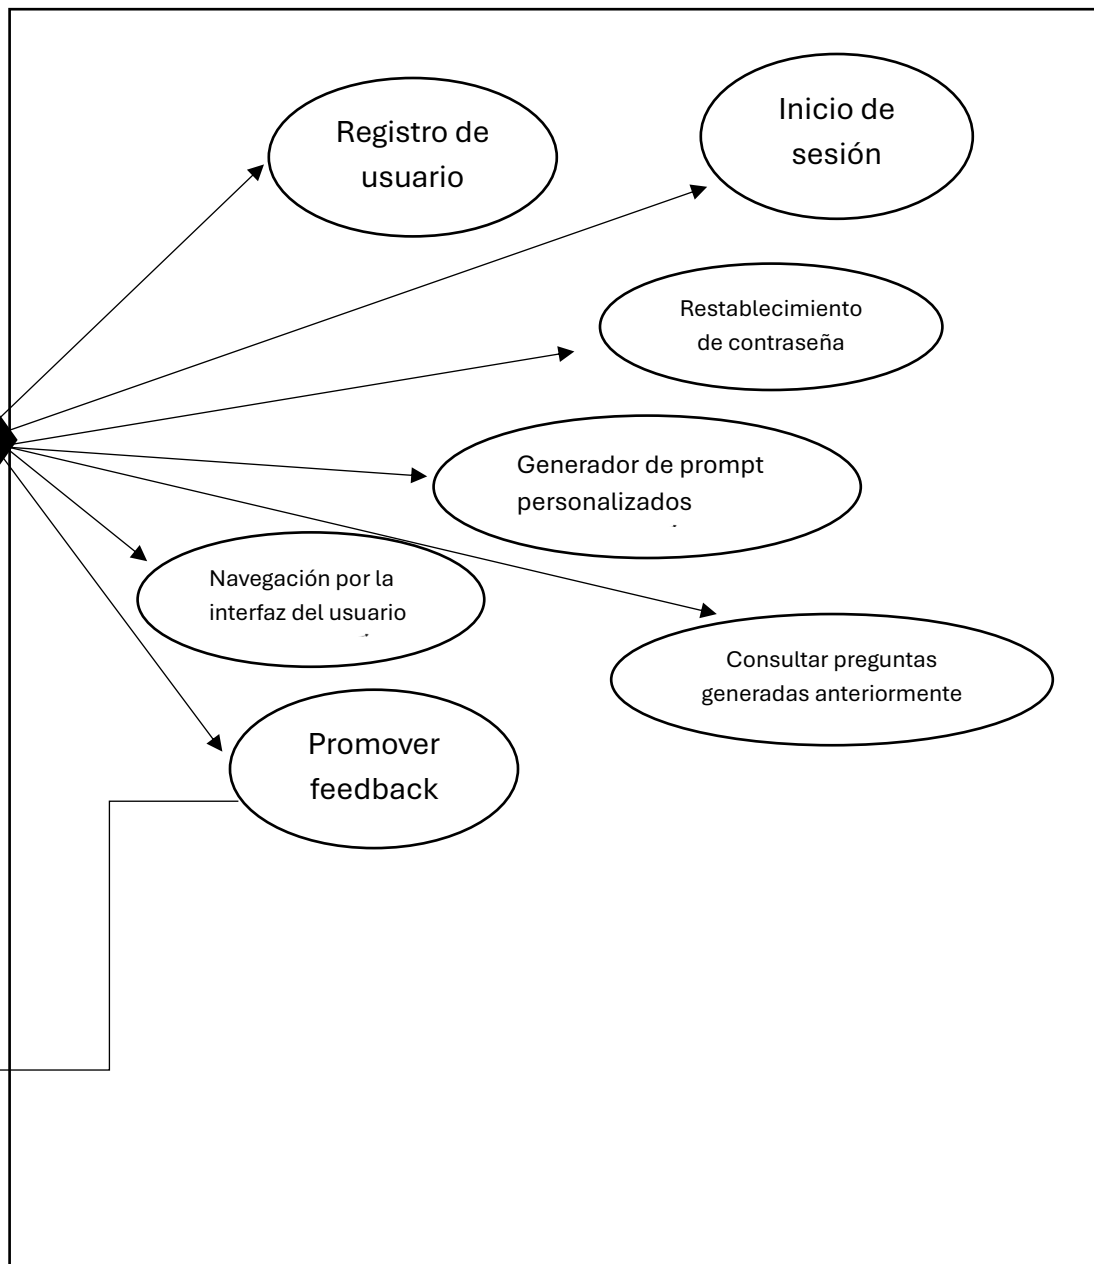 Registro de
usuario
Inicio de
sesión
Restablecimiento
de contraseña
Generador de prompt
personalizados
Navegación por la
interfaz del usuario
Consultar preguntas
generadas anteriormente
Promover
feedback